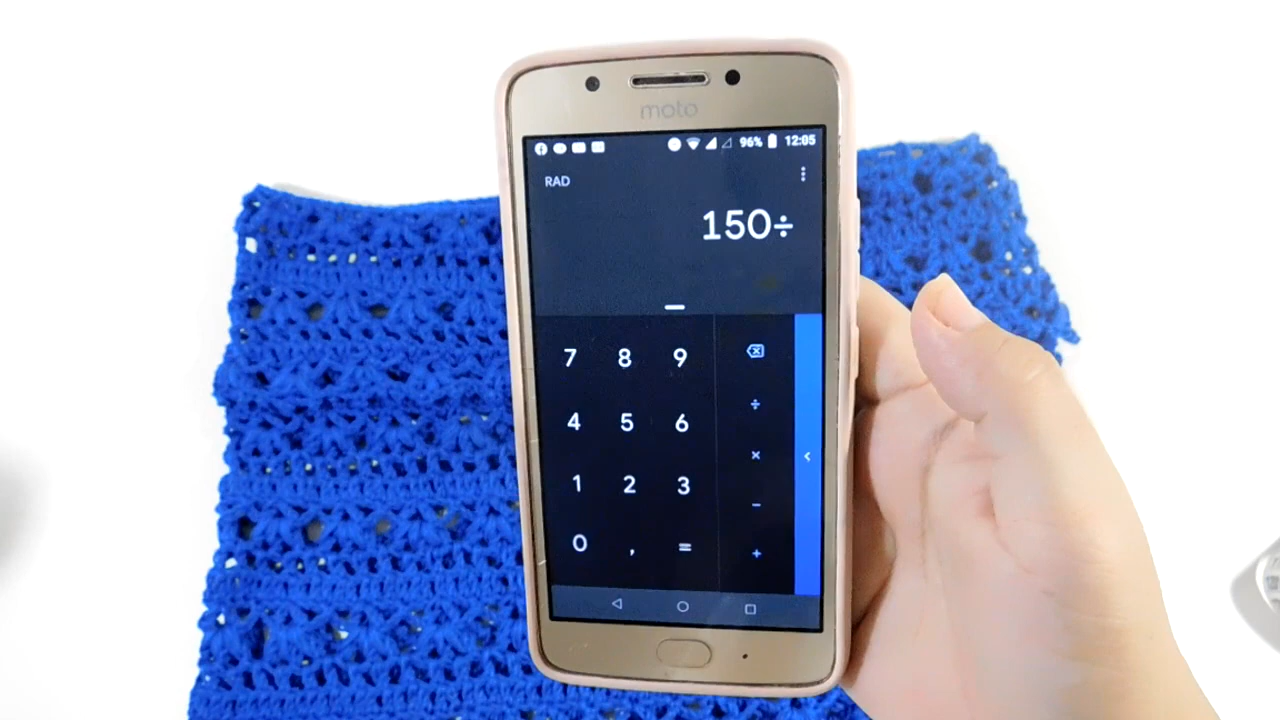 moto
96% 12:05
RAD
150÷
7 8 9
÷
4 5 6
×
1 2 3
−
0 , =
+